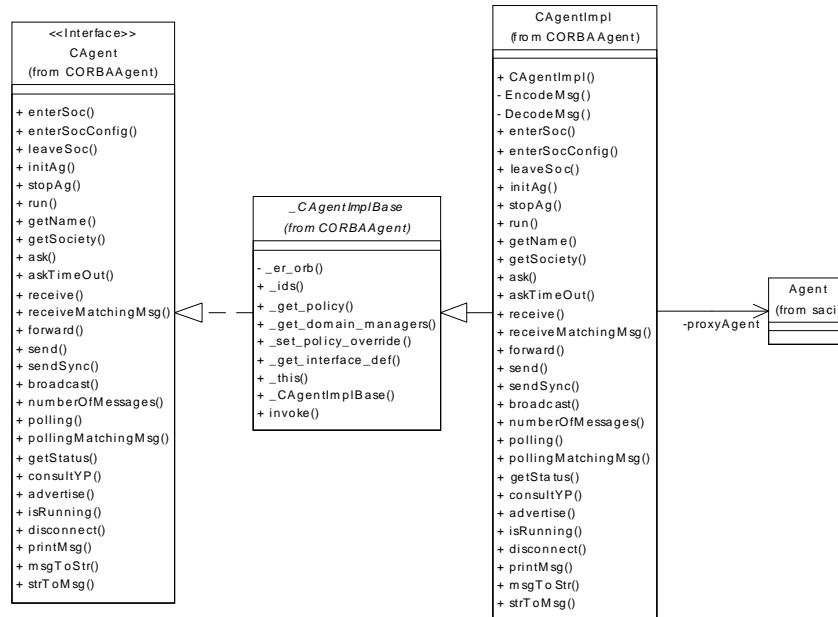 <<Interface>>
CAgent
(from CORBAAgent)
+ enterSoc()
+ enterSocConfig()
+ leaveSoc()
+ initAg()
+ stopAg()
+ run()
+ getName()
+ getSociety()
+ ask()
+ askTimeOut()
+ receive()
+ receiveMatchingMsg()
+ forward()
+ send()
+ sendSync()
+ broadcast()
+ numberOfMessages()
+ polling()
+ pollingMatchingMsg()
+ getStatus()
+ consultYP()
+ advertise()
+ isRunning()
+ disconnect()
+ printMsg()
+ msgToStr()
+ strToMsg()
_CAgentImplBase
(from CORBAAgent)
- _er_orb()
+ _ids()
+ _get_policy()
+ _get_domain_managers()
+ _set_policy_override()
+ _get_interface_def()
+ _this()
+ _CAgentImplBase()
+ invoke()
CAgentImpl
(from CORBAAgent)
+ CAgentImpl()
- EncodeMsg()
- DecodeMsg()
+ enterSoc()
+ enterSocConfig()
+ leaveSoc()
+ initAg()
+ stopAg()
+ run()
+ getName()
+ getSociety()
+ ask()
+ askTimeOut()
+ receive()
+ receiveMatchingMsg()
+ forward()
+ send()
+ sendSync()
+ broadcast()
+ numberOfMessages()
+ polling()
+ pollingMatchingMsg()
+ getStatus()
+ consultYP()
+ advertise()
+ isRunning()
+ disconnect()
+ printMsg()
+ msgToStr()
+ strToMsg()
-proxyAgent
Agent
(from saci)